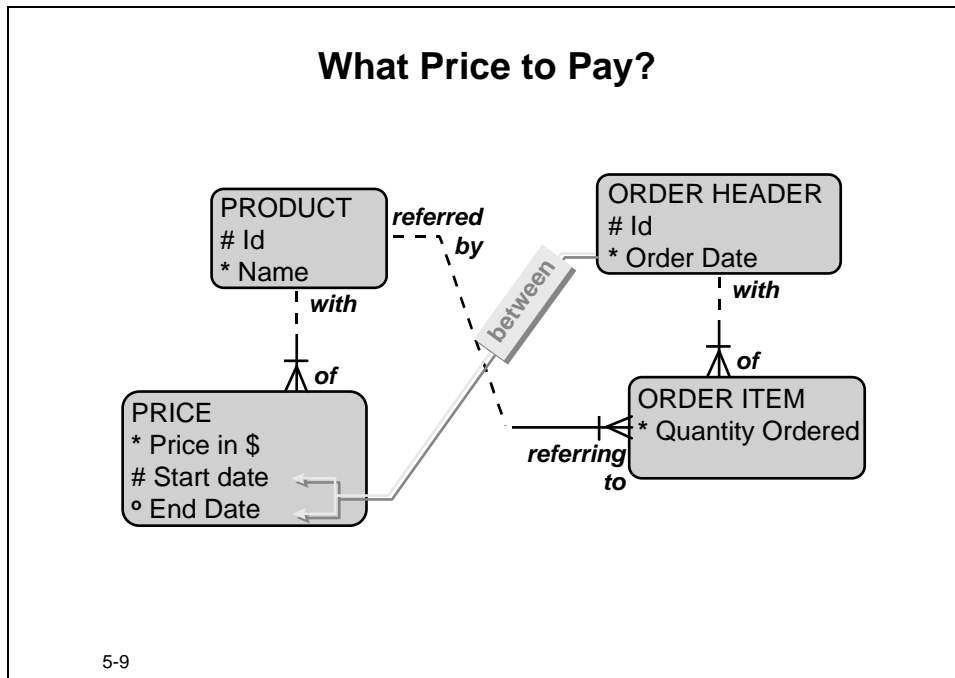 What Price to Pay?
PRODUCT
# Id
* Name
referred
by
between
ORDER HEADER
# Id
* Order Date
with
with
of
of
PRICE
* Price in $
# Start date
º End Date
ORDER ITEM
* Quantity Ordered
referring
to
5-9